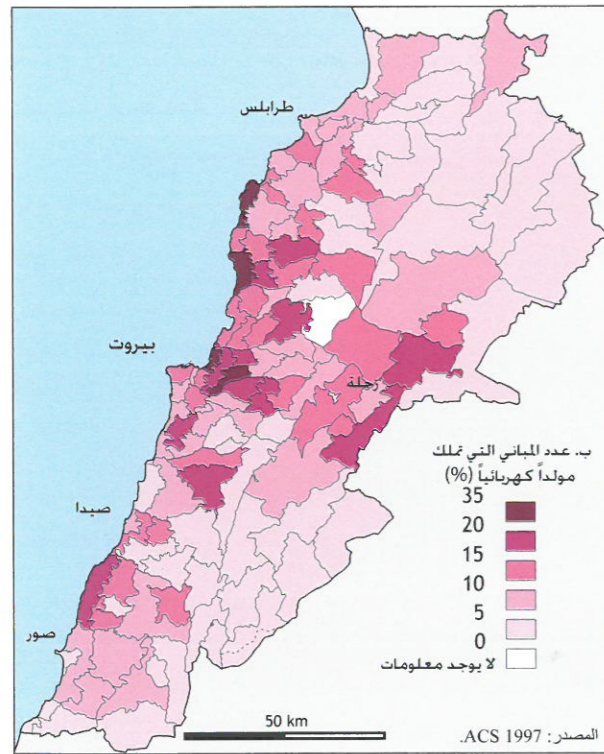 طرابلس
بيروت
زحلة
صيدا
صور
ب. عدد المباني التي تملك
مولداً كهربائياً (%)
35
20
15
10
5
0
لا يوجد معلومات
50 km
المصدر: ACS 1997.